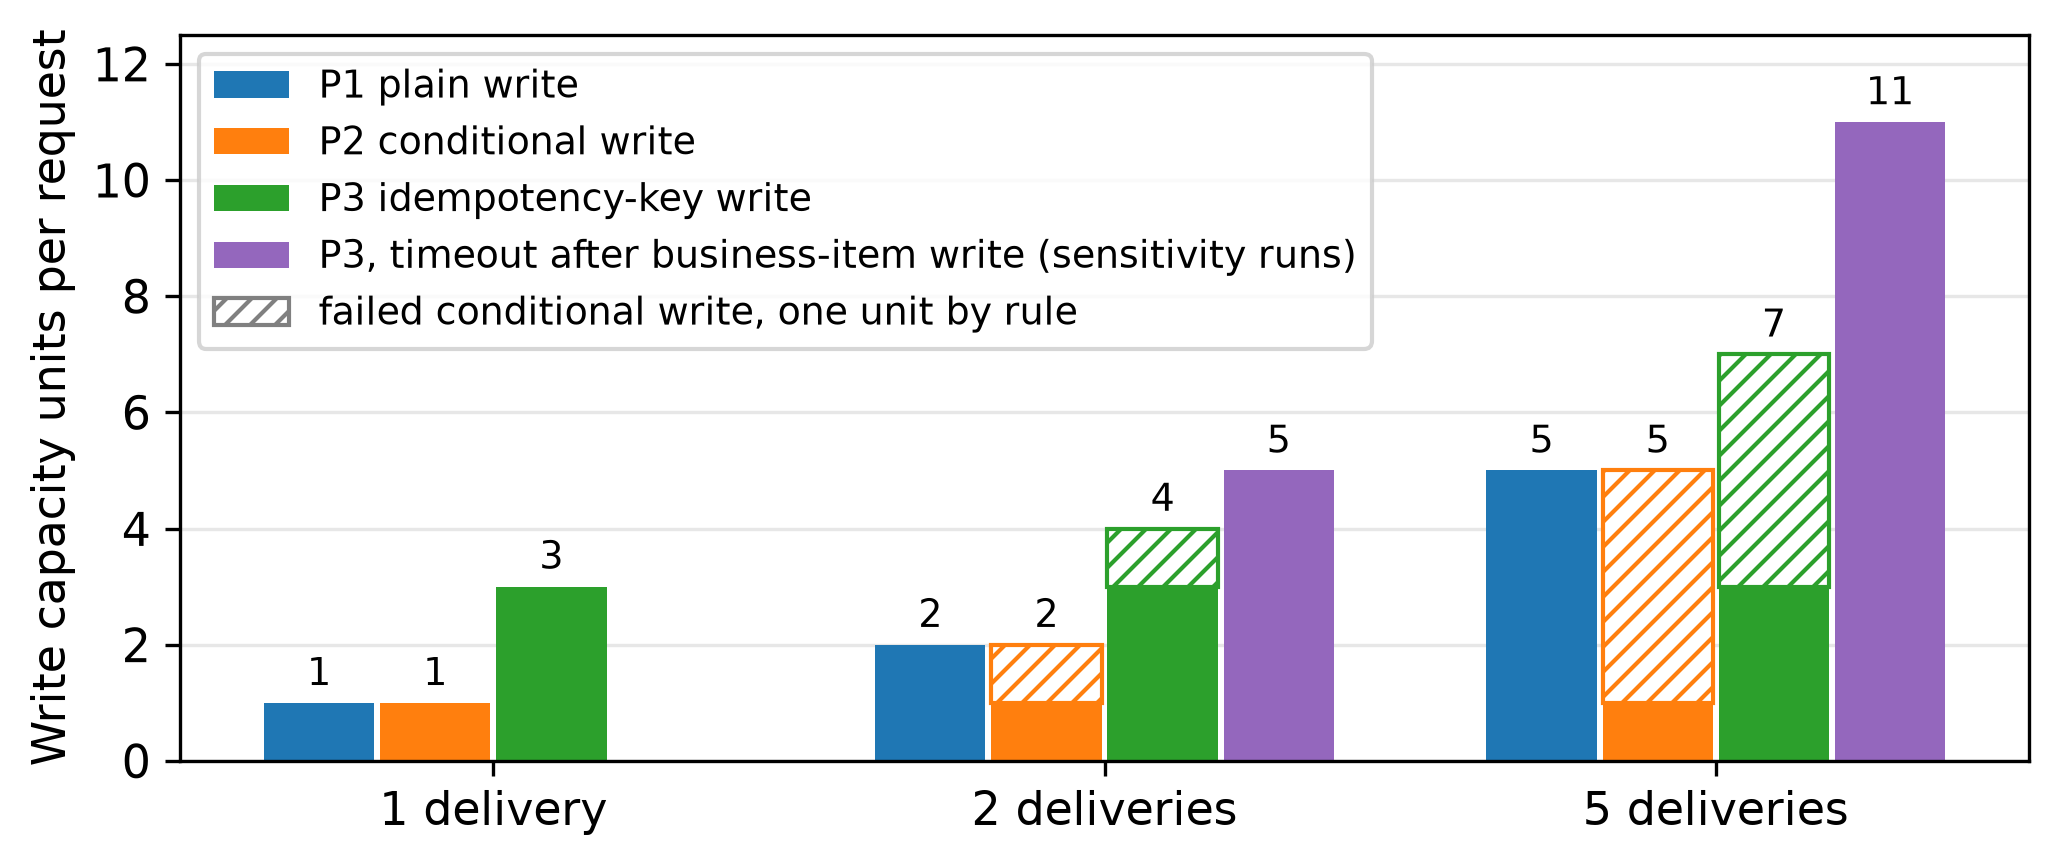 Write capacity units per request
12
10
8
6
4
2
0
P1 plain write
P2 conditional write
P3 idempotency-key write
P3, timeout after business-item write (sensitivity runs)
failed conditional write, one unit by rule
1
1
3
2
2
4
5
5
5
7
11
1 delivery
2 deliveries
5 deliveries